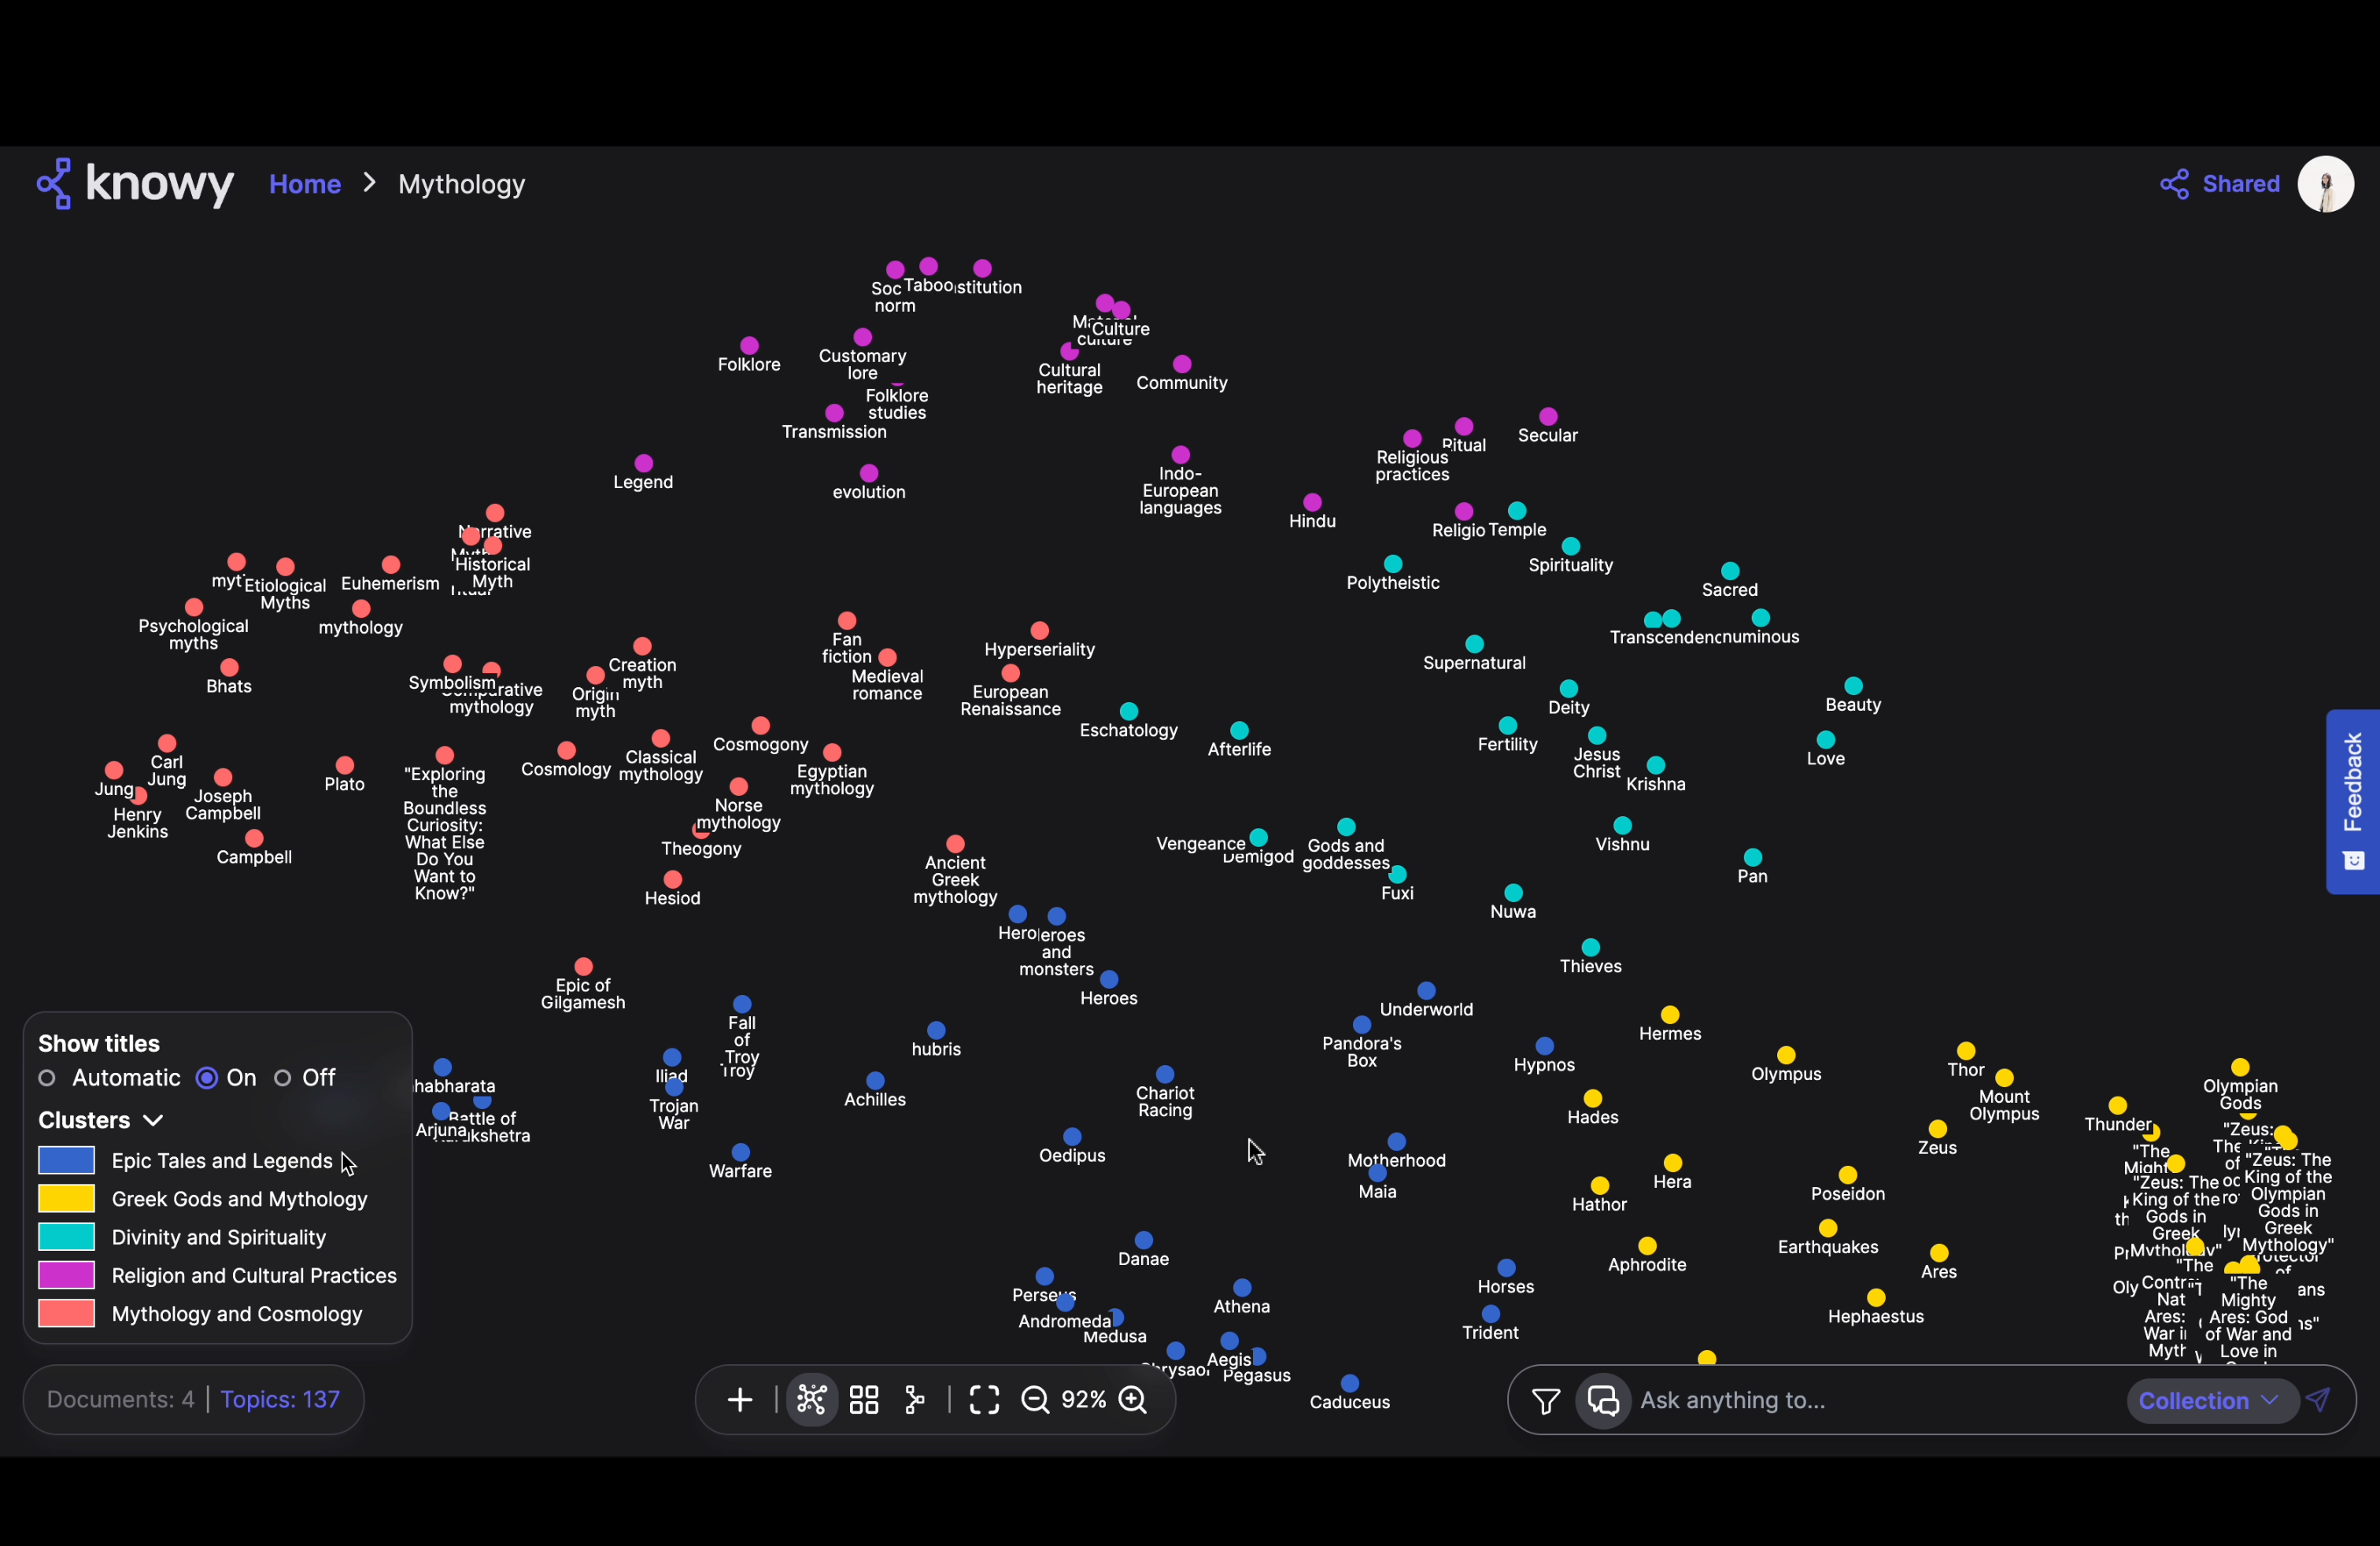 knowy
Home > Mythology
Shared
Taboo
norm
Culture
Folklore
Customary
lore
Cultural
heritage
Community
Folklore
studies
Transmission
Secular
Religious
practices
Legend
evolution
Indo-
European
languages
Hindu
Temple
Narrative
Historical
Myth
Etiological
Myths
Euhemerism
Polytheistic
Spirituality
Sacred
Psychological
myths
mythology
Fan
fiction
Hyperseriality
numinous
Supernatural
Bhats
Symbolism
mythology
Origin
myth
Creation
myth
Medieval
romance
European
Renaissance
Eschatology
Afterlife
Deity
Beauty
Fertility
Jesus
Christ
Krishna
Love
Carl
Jung
Jung
Henry
Jenkins
Joseph
Campbell
Plato
"Exploring
the
Boundless
Curiosity:
What Else
Do You
Want to
Know?"
Cosmology
Classical
mythology
Cosmogony
Egyptian
mythology
Norse
mythology
Campbell
Theogony
Hesiod
Ancient
Greek
mythology
Vengeance
Demigod
Gods and
goddesses
Fuxi
Vishnu
Pan
Nuwa
Hero
and
monsters
Heroes
Thieves
Epic of
Gilgamesh
Fall
of
Troy
Troy
hubris
Underworld
Pandora's
Box
Hypnos
Hermes
Olympus
Thor
Mount
Olympus
Olympian
Gods
Iliad
Trojan
War
Achilles
Chariot
Racing
Arjuna
Battle of
Hades
Thunder
Zeus
Warfare
Oedipus
Motherhood
Maia
Hera
Hathor
Poseidon
"Zeus: The
King of the
Gods in
Greek
Mythology"
"Zeus: The
King of the
Olympian
Gods in
Greek
Mythology"
Danae
Earthquakes
Aphrodite
Ares
Perseus
Andromeda
Medusa
Athena
Horses
Trident
Hephaestus
"The
Mighty
Ares: God
of War and
Love in
Aegis
Pegasus
Caduceus
Feedback
Show titles
Automatic On Off
Clusters
Epic Tales and Legends
Greek Gods and Mythology
Divinity and Spirituality
Religion and Cultural Practices
Mythology and Cosmology
Documents: 4 | Topics: 137
92%
Ask anything to...
Collection